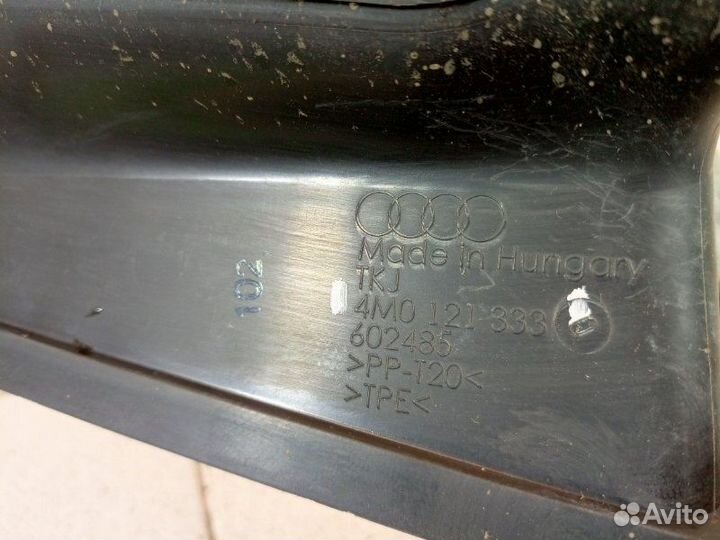 Made in Hungary
TKJ
4M0 121 333
602485
>PP-T20<
>TPE<
102
Avito